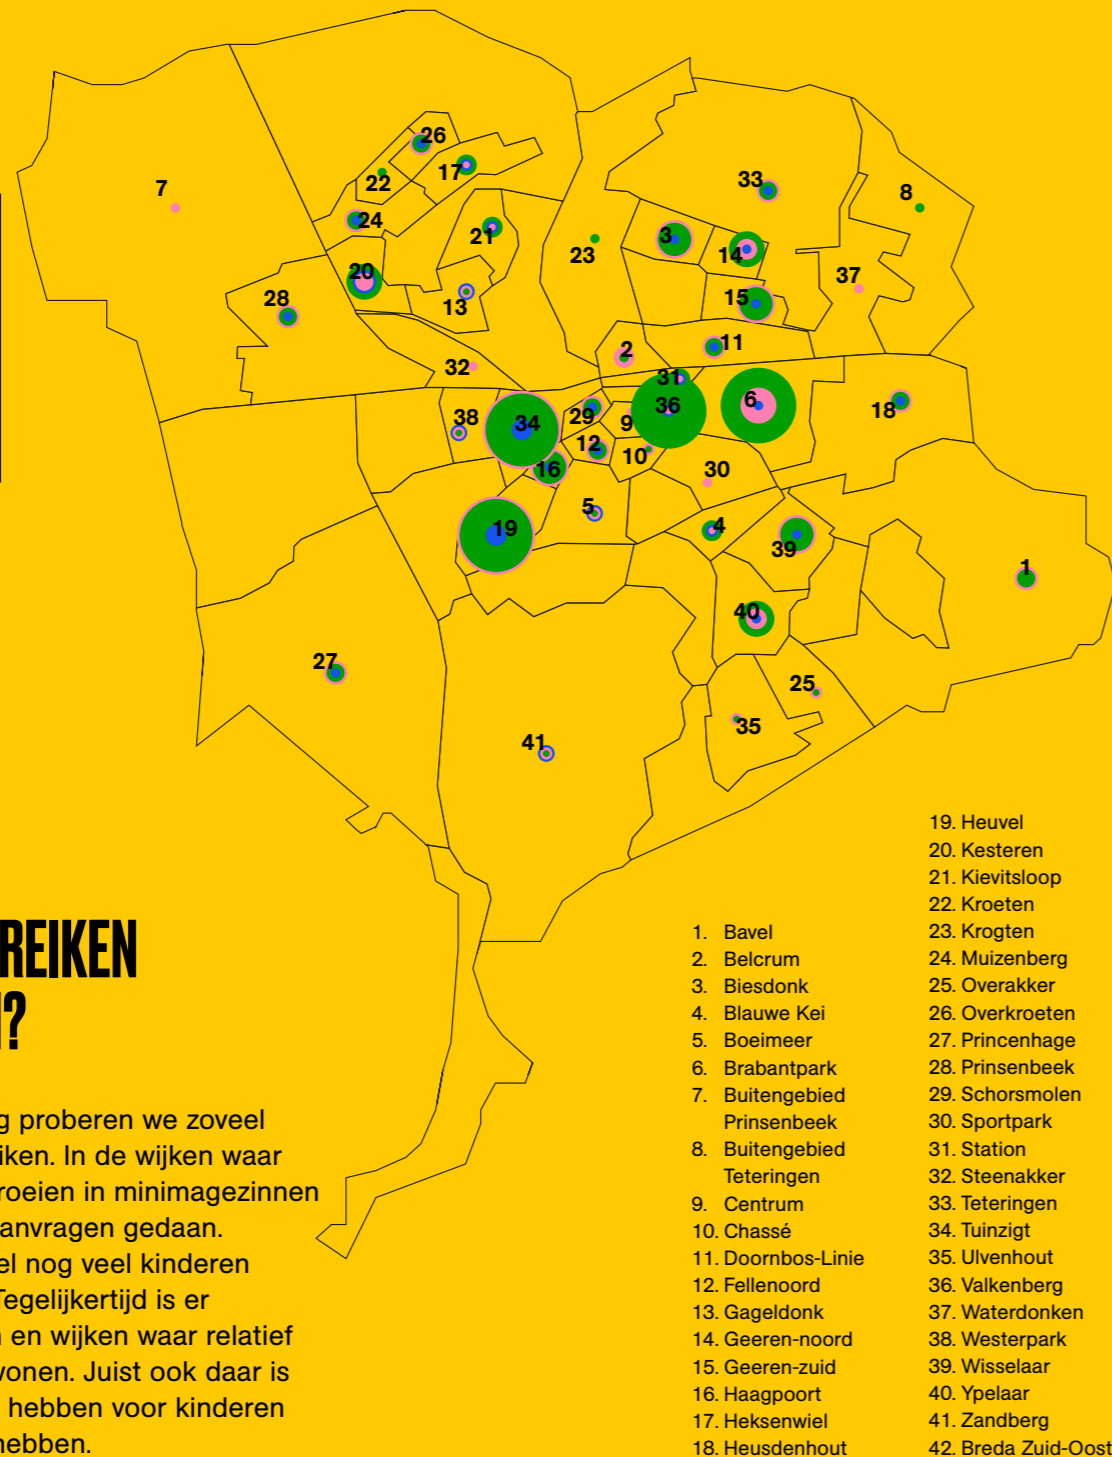 26
17
22
7
33
8
24
21
3
14
23
37
20
13
28
15
11
2
32
31
36
6
18
38
34
29
9
12
10
16
30
5
19
4
39
1
40
27
25
35
41
REIKEN
?
g proberen we zoveel
iken. In de wijken waar
roeien in minimagezinnen
anvragen gedaan.
el nog veel kinderen
Tegelijkertijd is er
n en wijken waar relatief
wonen. Juist ook daar is
hebben voor kinderen
hebben.
1. Bavel
2. Belcrum
3. Biesdonk
4. Blauwe Kei
5. Boeimeer
6. Brabantpark
7. Buitengebied
Prinsenbeek
8. Buitengebied
Teteringen
9. Centrum
10. Chassé
11. Doornbos-Linie
12. Fellenoord
13. Gageldonk
14. Geeren-noord
15. Geeren-zuid
16. Haagpoort
17. Heksenwiel
18. Heusdenhout
19. Heuvel
20. Kesteren
21. Kievitsloop
22. Kroeten
23. Krogten
24. Muizenberg
25. Overakker
26. Overkroeten
27. Princenhage
28. Prinsenbeek
29. Schorsmolen
30. Sportpark
31. Station
32. Steenakker
33. Teteringen
34. Tuinzigt
35. Ulvenhout
36. Valkenberg
37. Waterdonken
38. Westerpark
39. Wisselaar
40. Ypelaar
41. Zandberg
42. Breda Zuid-Oost